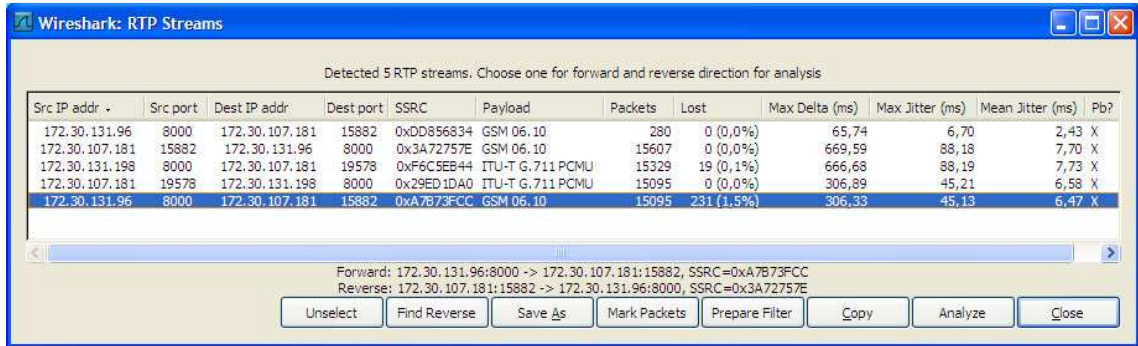 Wireshark: RTP Streams
Detected 5 RTP streams. Choose one for forward and reverse direction for analysis
Src IP addr Src port Dest IP addr Dest port SSRC Payload Packets Lost Max Delta (ms) Max Jitter (ms) Mean Jitter (ms) Pb?
172.30.131.96 8000 172.30.107.181 15882 0xDD856834 GSM 06.10 280 0 (0,0%) 65,74 6,70 2,43 X
172.30.107.181 15882 172.30.131.96 8000 0x3A72757E GSM 06.10 15607 0 (0,0%) 669,59 88,18 7,70 X
172.30.131.198 8000 172.30.107.181 19578 0xF6C5EB44 ITU-T G.711 PCMU 15329 19 (0,1%) 666,68 88,19 7,73 X
172.30.107.181 19578 172.30.131.198 8000 0x29ED1DA0 ITU-T G.711 PCMU 15095 0 (0,0%) 306,89 45,21 6,58 X
172.30.131.96 8000 172.30.107.181 15882 0xA7B73FCC GSM 06.10 15095 231 (1,5%) 306,33 45,13 6,47 X
Forward: 172.30.131.96:8000 -> 172.30.107.181:15882, SSRC=0xA7B73FCC
Reverse: 172.30.107.181:15882 -> 172.30.131.96:8000, SSRC=0x3A72757E
Unselect Find Reverse Save As Mark Packets Prepare Filter Copy Analyze Close